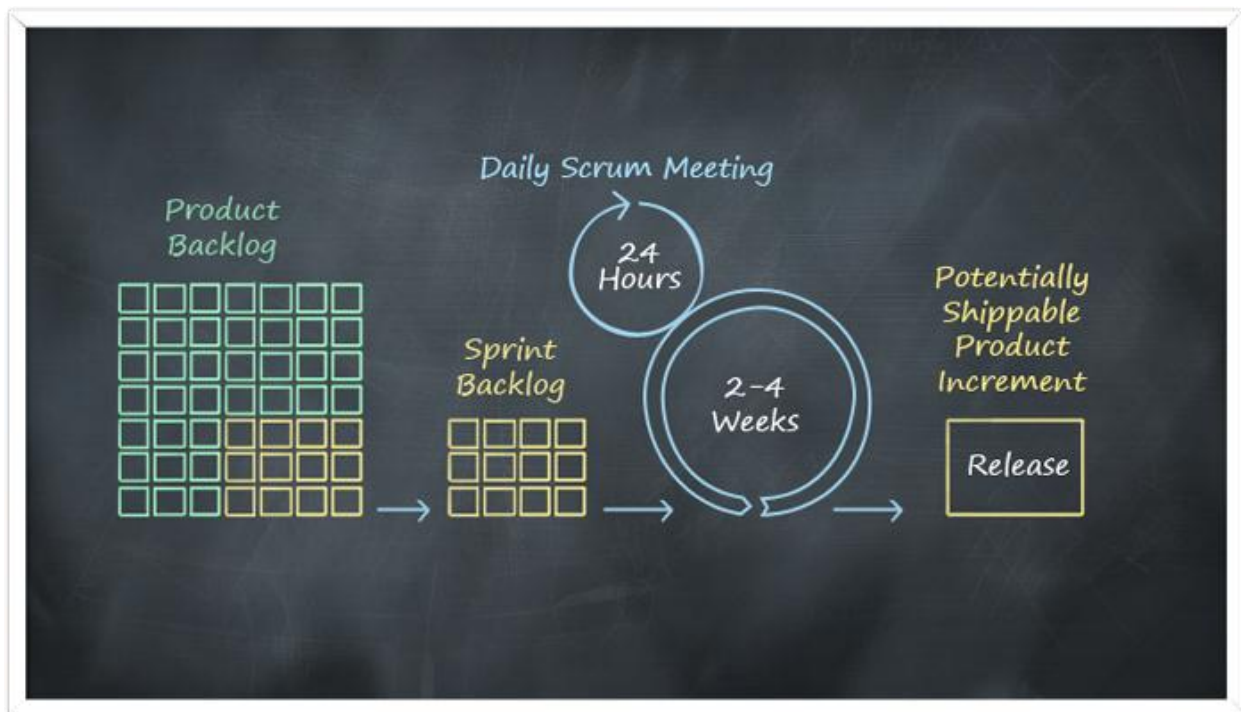 Daily Scrum Meeting
Product
Backlog
24
Hours
Potentially
Shippable
Product
Increment
Sprint
Backlog
2-4
Weeks
Release